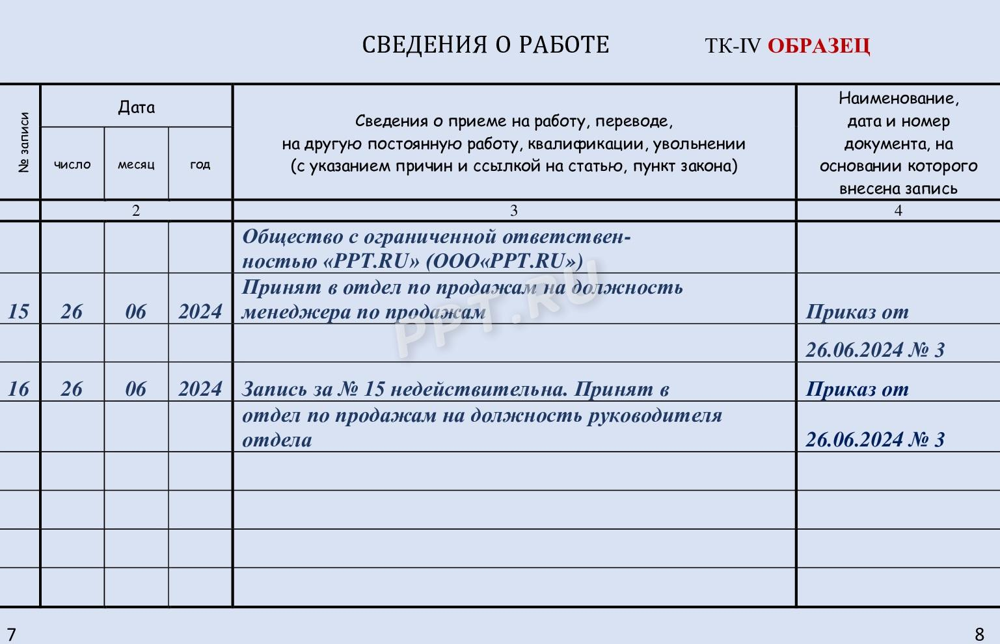 СВЕДЕНИЯ О РАБОТЕ ТК-IV ОБРАЗЕЦ
№ записи
Дата
число месяц год
Сведения о приеме на работу, переводе,
на другую постоянную работу, квалификации, увольнении
(с указанием причин и ссылкой на статью, пункт закона)
Наименование,
дата и номер
документа, на
основании которого
внесена запись
2 3 4
Общество с ограниченной ответствен-
ностью «PPT.RU» (ООО«PPT.RU»)
Принят в отдел по продажам на должность
15 26 06 2024 менеджера по продажам Приказ от
26.06.2024 № 3
16 26 06 2024 Запись за № 15 недействительна. Принят в Приказ от
отдел по продажам на должность руководителя
отдела 26.06.2024 № 3
PPT.RU
7 8